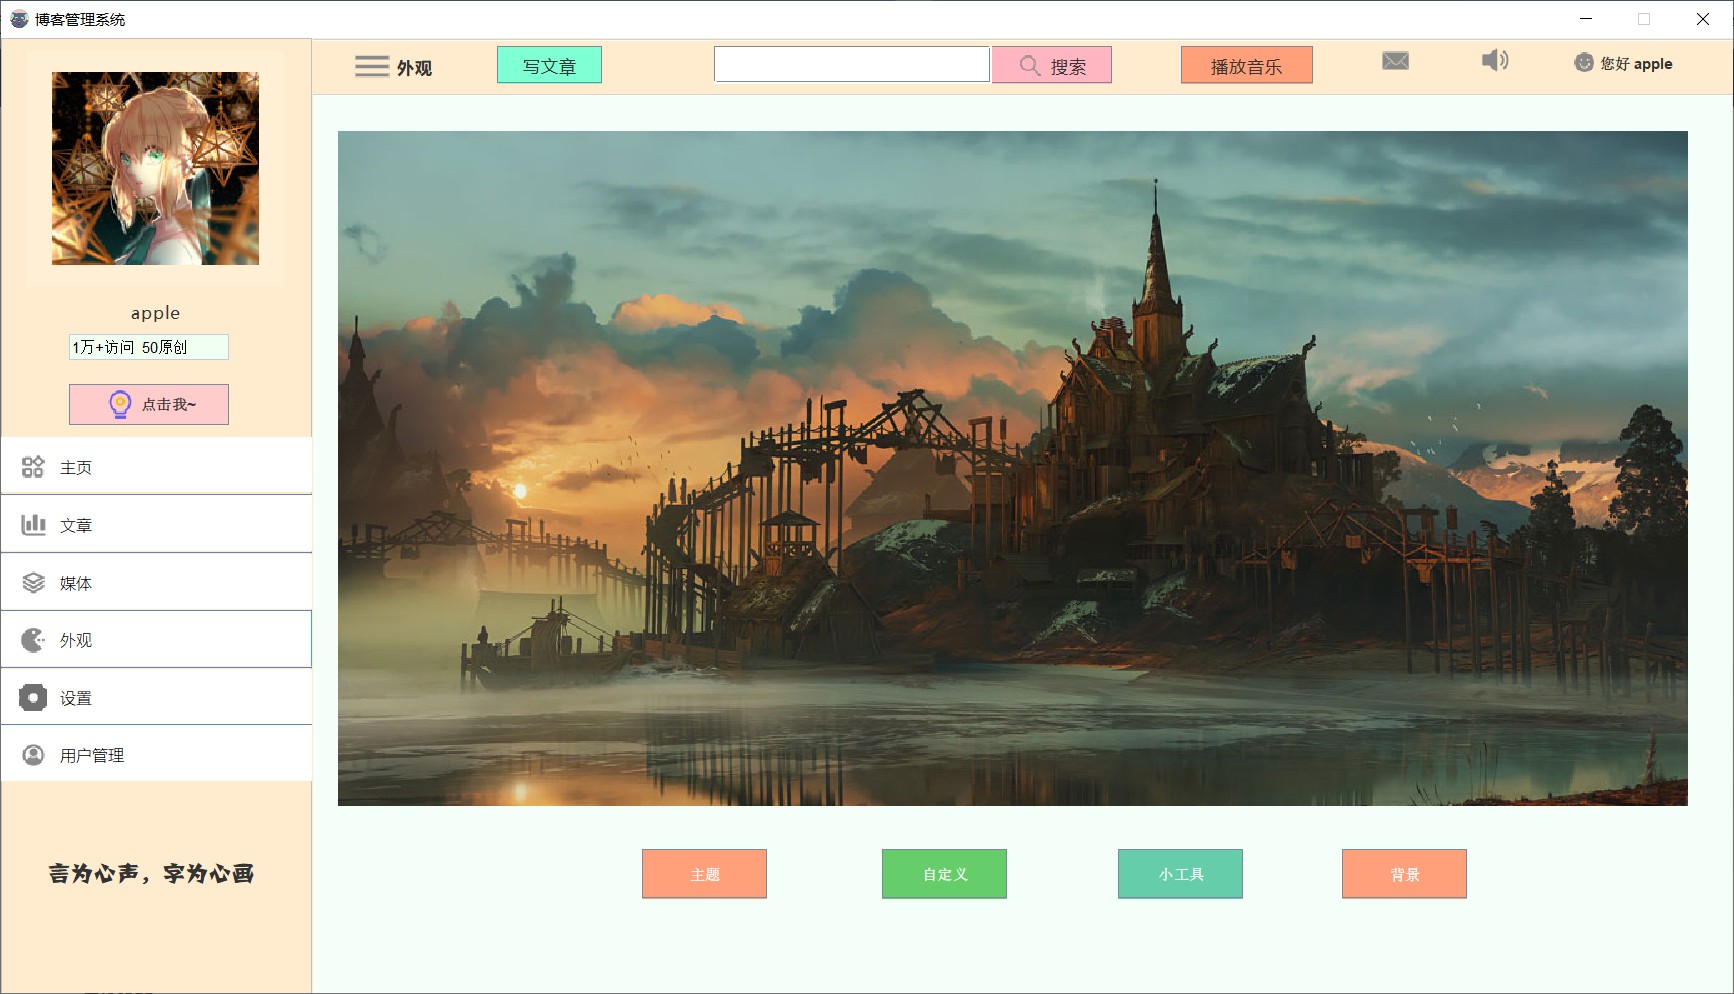 博客管理系统
外观
写文章
搜索
播放音乐
您好 apple
apple
1万+访问 50原创
点击我~
主页
文章
媒体
外观
设置
用户管理
言为心声，字为心画
主题
自定义
小工具
背景